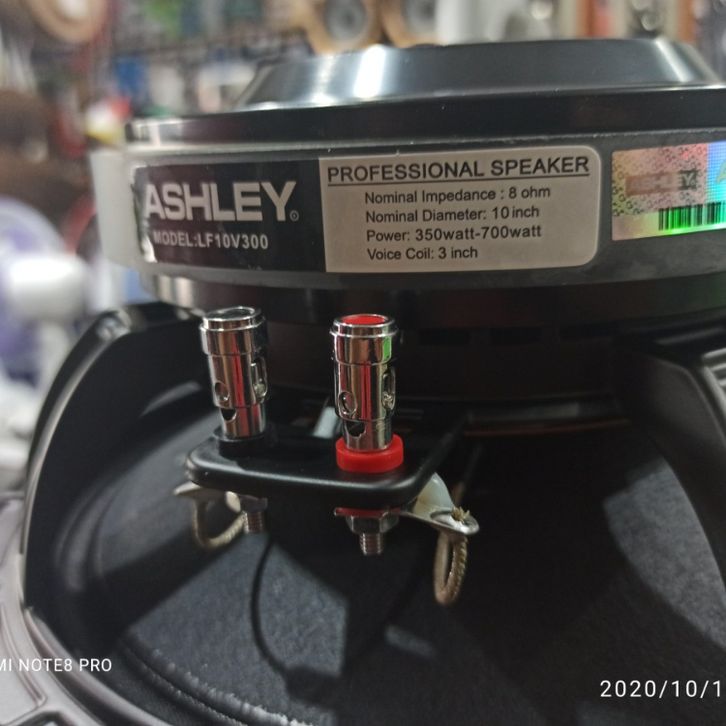 ASHLEY
MODEL:LF10V300
PROFESSIONAL SPEAKER
Nominal Impedance : 8 ohm
Nominal Diameter: 10 inch
Power: 350watt-700watt
Voice Coil: 3 inch
ASHLEY
MI NOTE8 PRO
2020/10/1